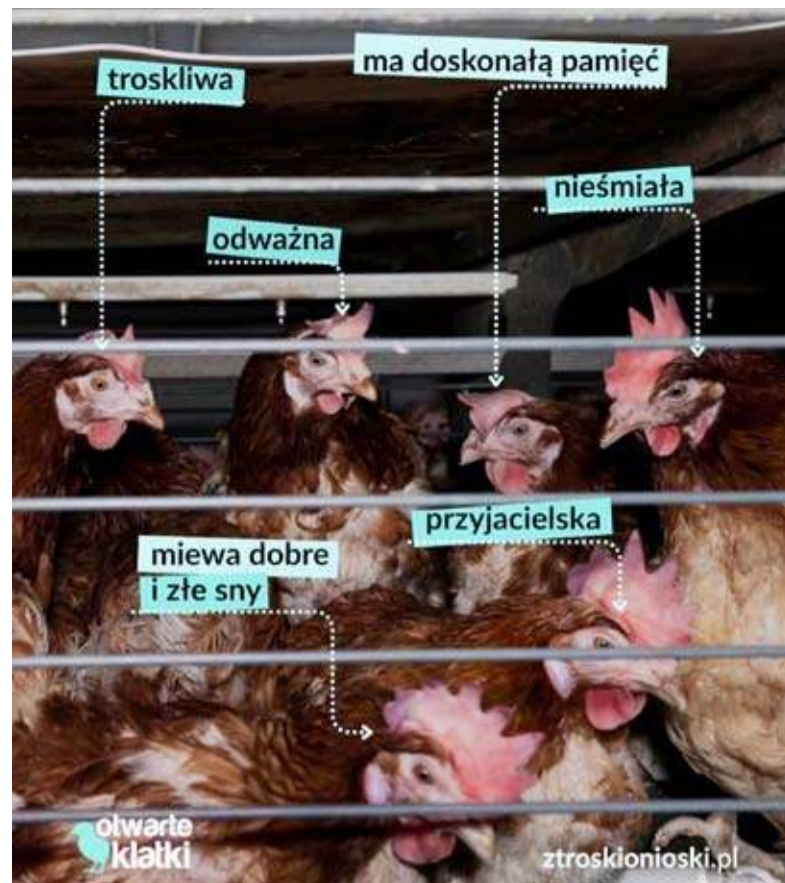 troskliwa
ma doskonałą pamięć
nieśmiała
odważna
przyjacielska
miewa dobre
i złe sny
otwarte
klatki
ztroskionioski.pl